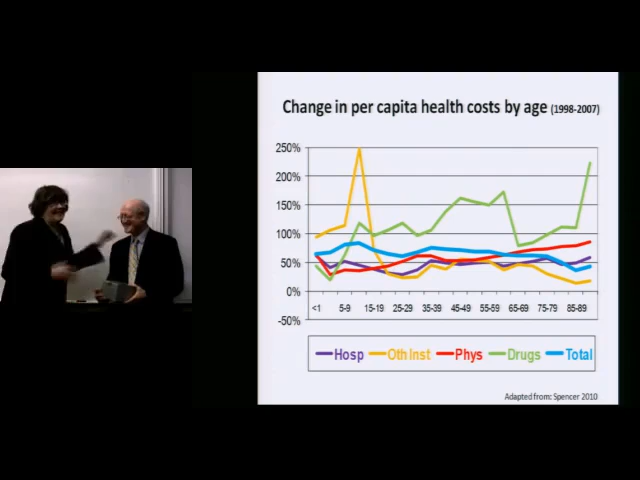 Change in per capita health costs by age (1998-2007)
250%
200%
150%
100%
50%
0%
-50%
<1 5-9 15-19 25-29 35-39 45-49 55-59 65-69 75-79 85-89
Hosp Oth Inst Phys Drugs Total
Adapted from: Spencer 2010